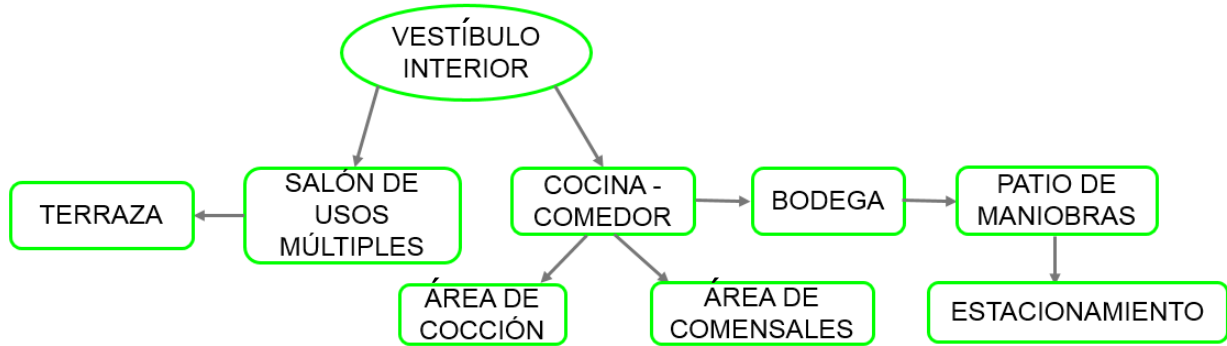 VESTÍBULO
INTERIOR
TERRAZA
SALÓN DE
USOS
MÚLTIPLES
COCINA -
COMEDOR
BODEGA
PATIO DE
MANIOBRAS
ÁREA DE
COCCIÓN
ÁREA DE
COMENSALES
ESTACIONAMIENTO